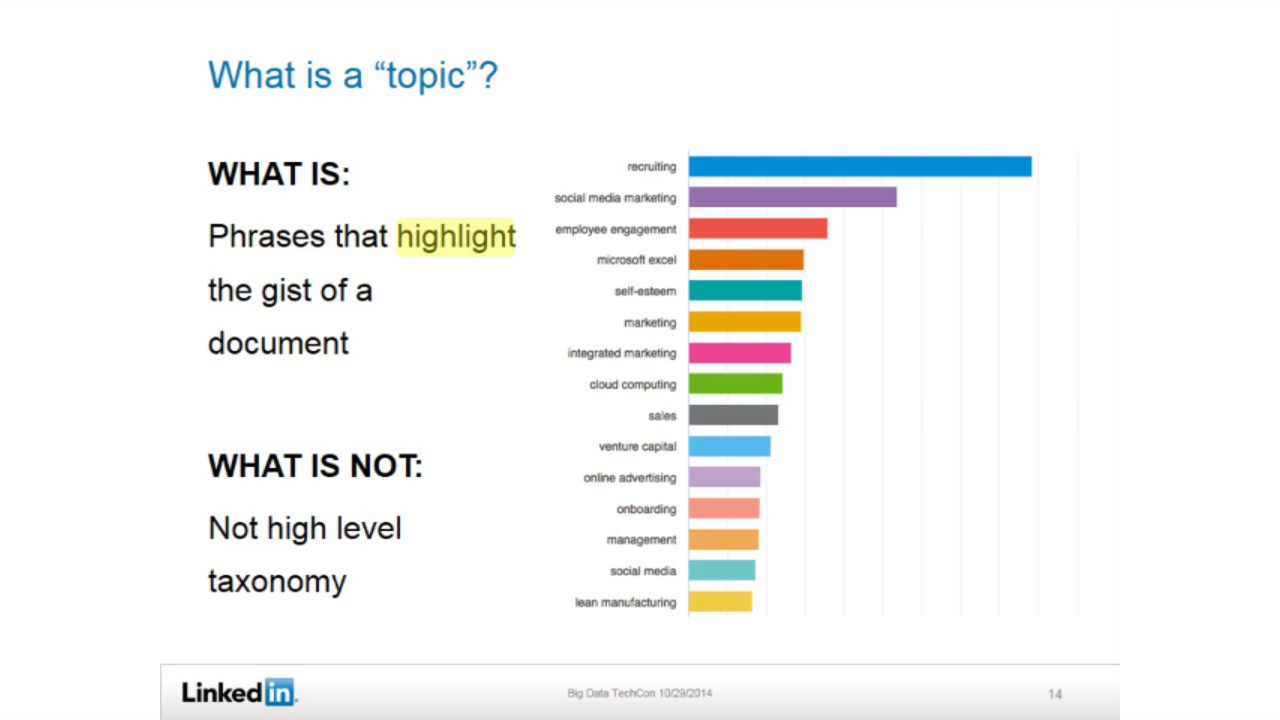 What is a “topic”?
WHAT IS:
Phrases that highlight
the gist of a
document
WHAT IS NOT:
Not high level
taxonomy
recruiting
social media marketing
employee engagement
microsoft excel
self-esteem
marketing
integrated marketing
cloud computing
sales
venture capital
online advertising
onboarding
management
social media
lean manufacturing
Linked in.
Big Data TechCon 10/29/2014
14